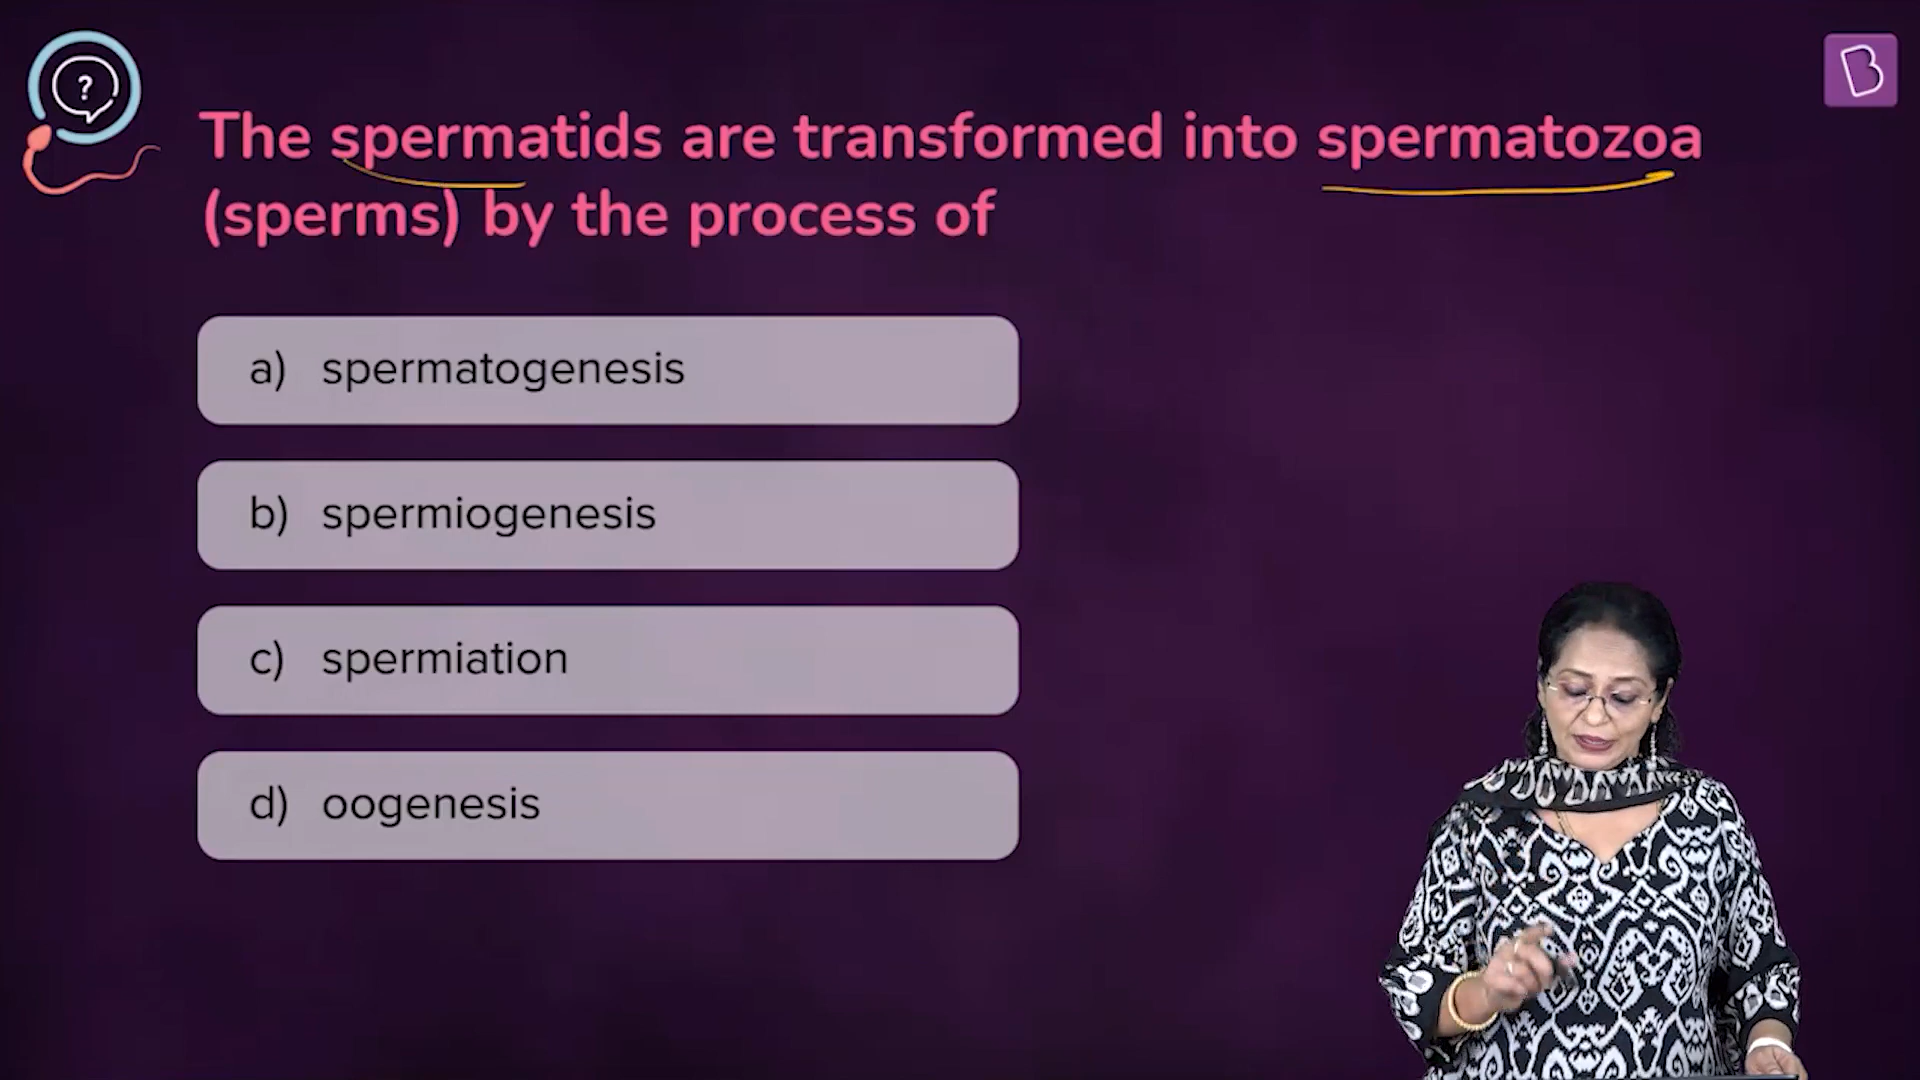 ?
B
The spermatids are transformed into spermatozoa
(sperms) by the process of
a) spermatogenesis
b) spermiogenesis
c) spermiation
d) oogenesis